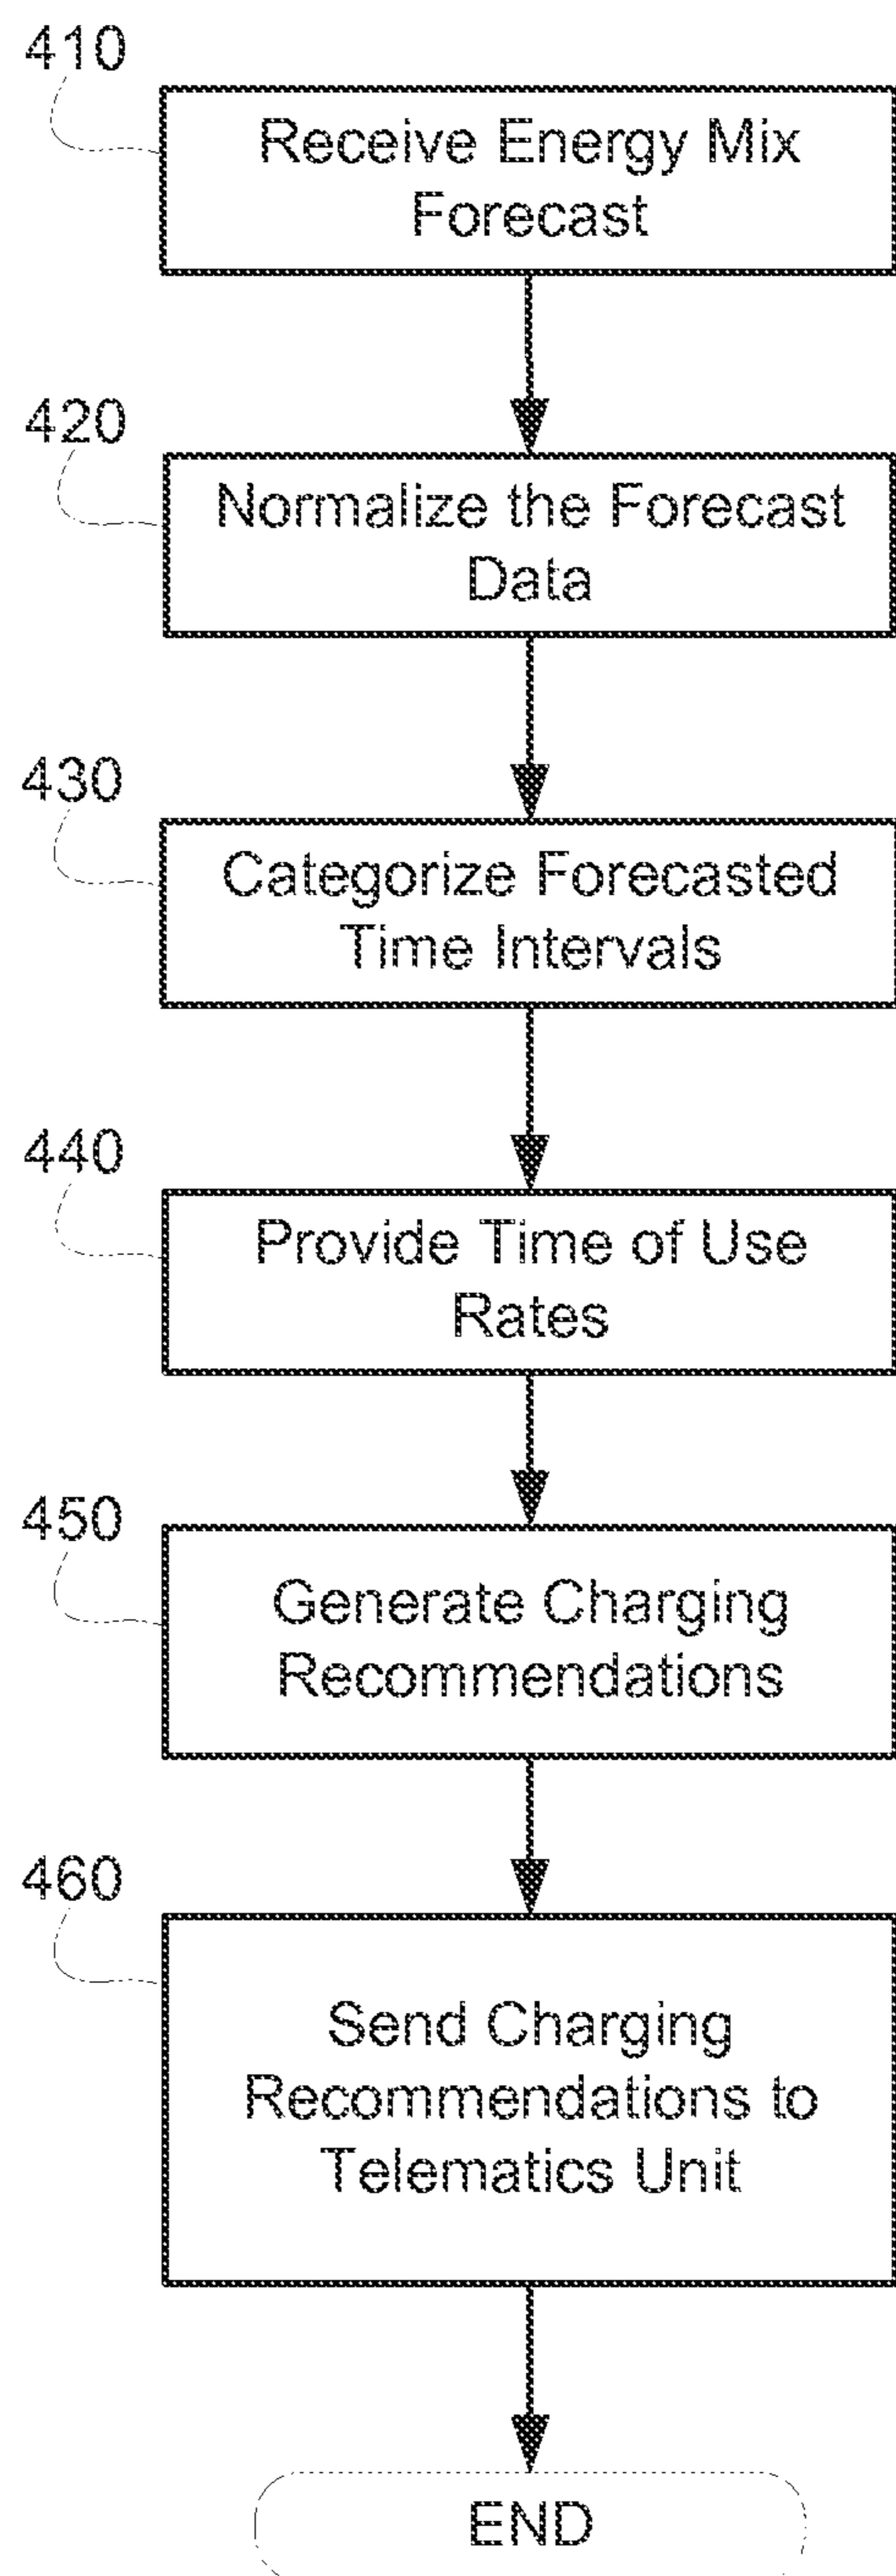 410
Receive Energy Mix
Forecast
420
Normalize the Forecast
Data
430
Categorize Forecasted
Time Intervals
440
Provide Time of Use
Rates
450
Generate Charging
Recommendations
460
Send Charging
Recommendations to
Telematics Unit
END